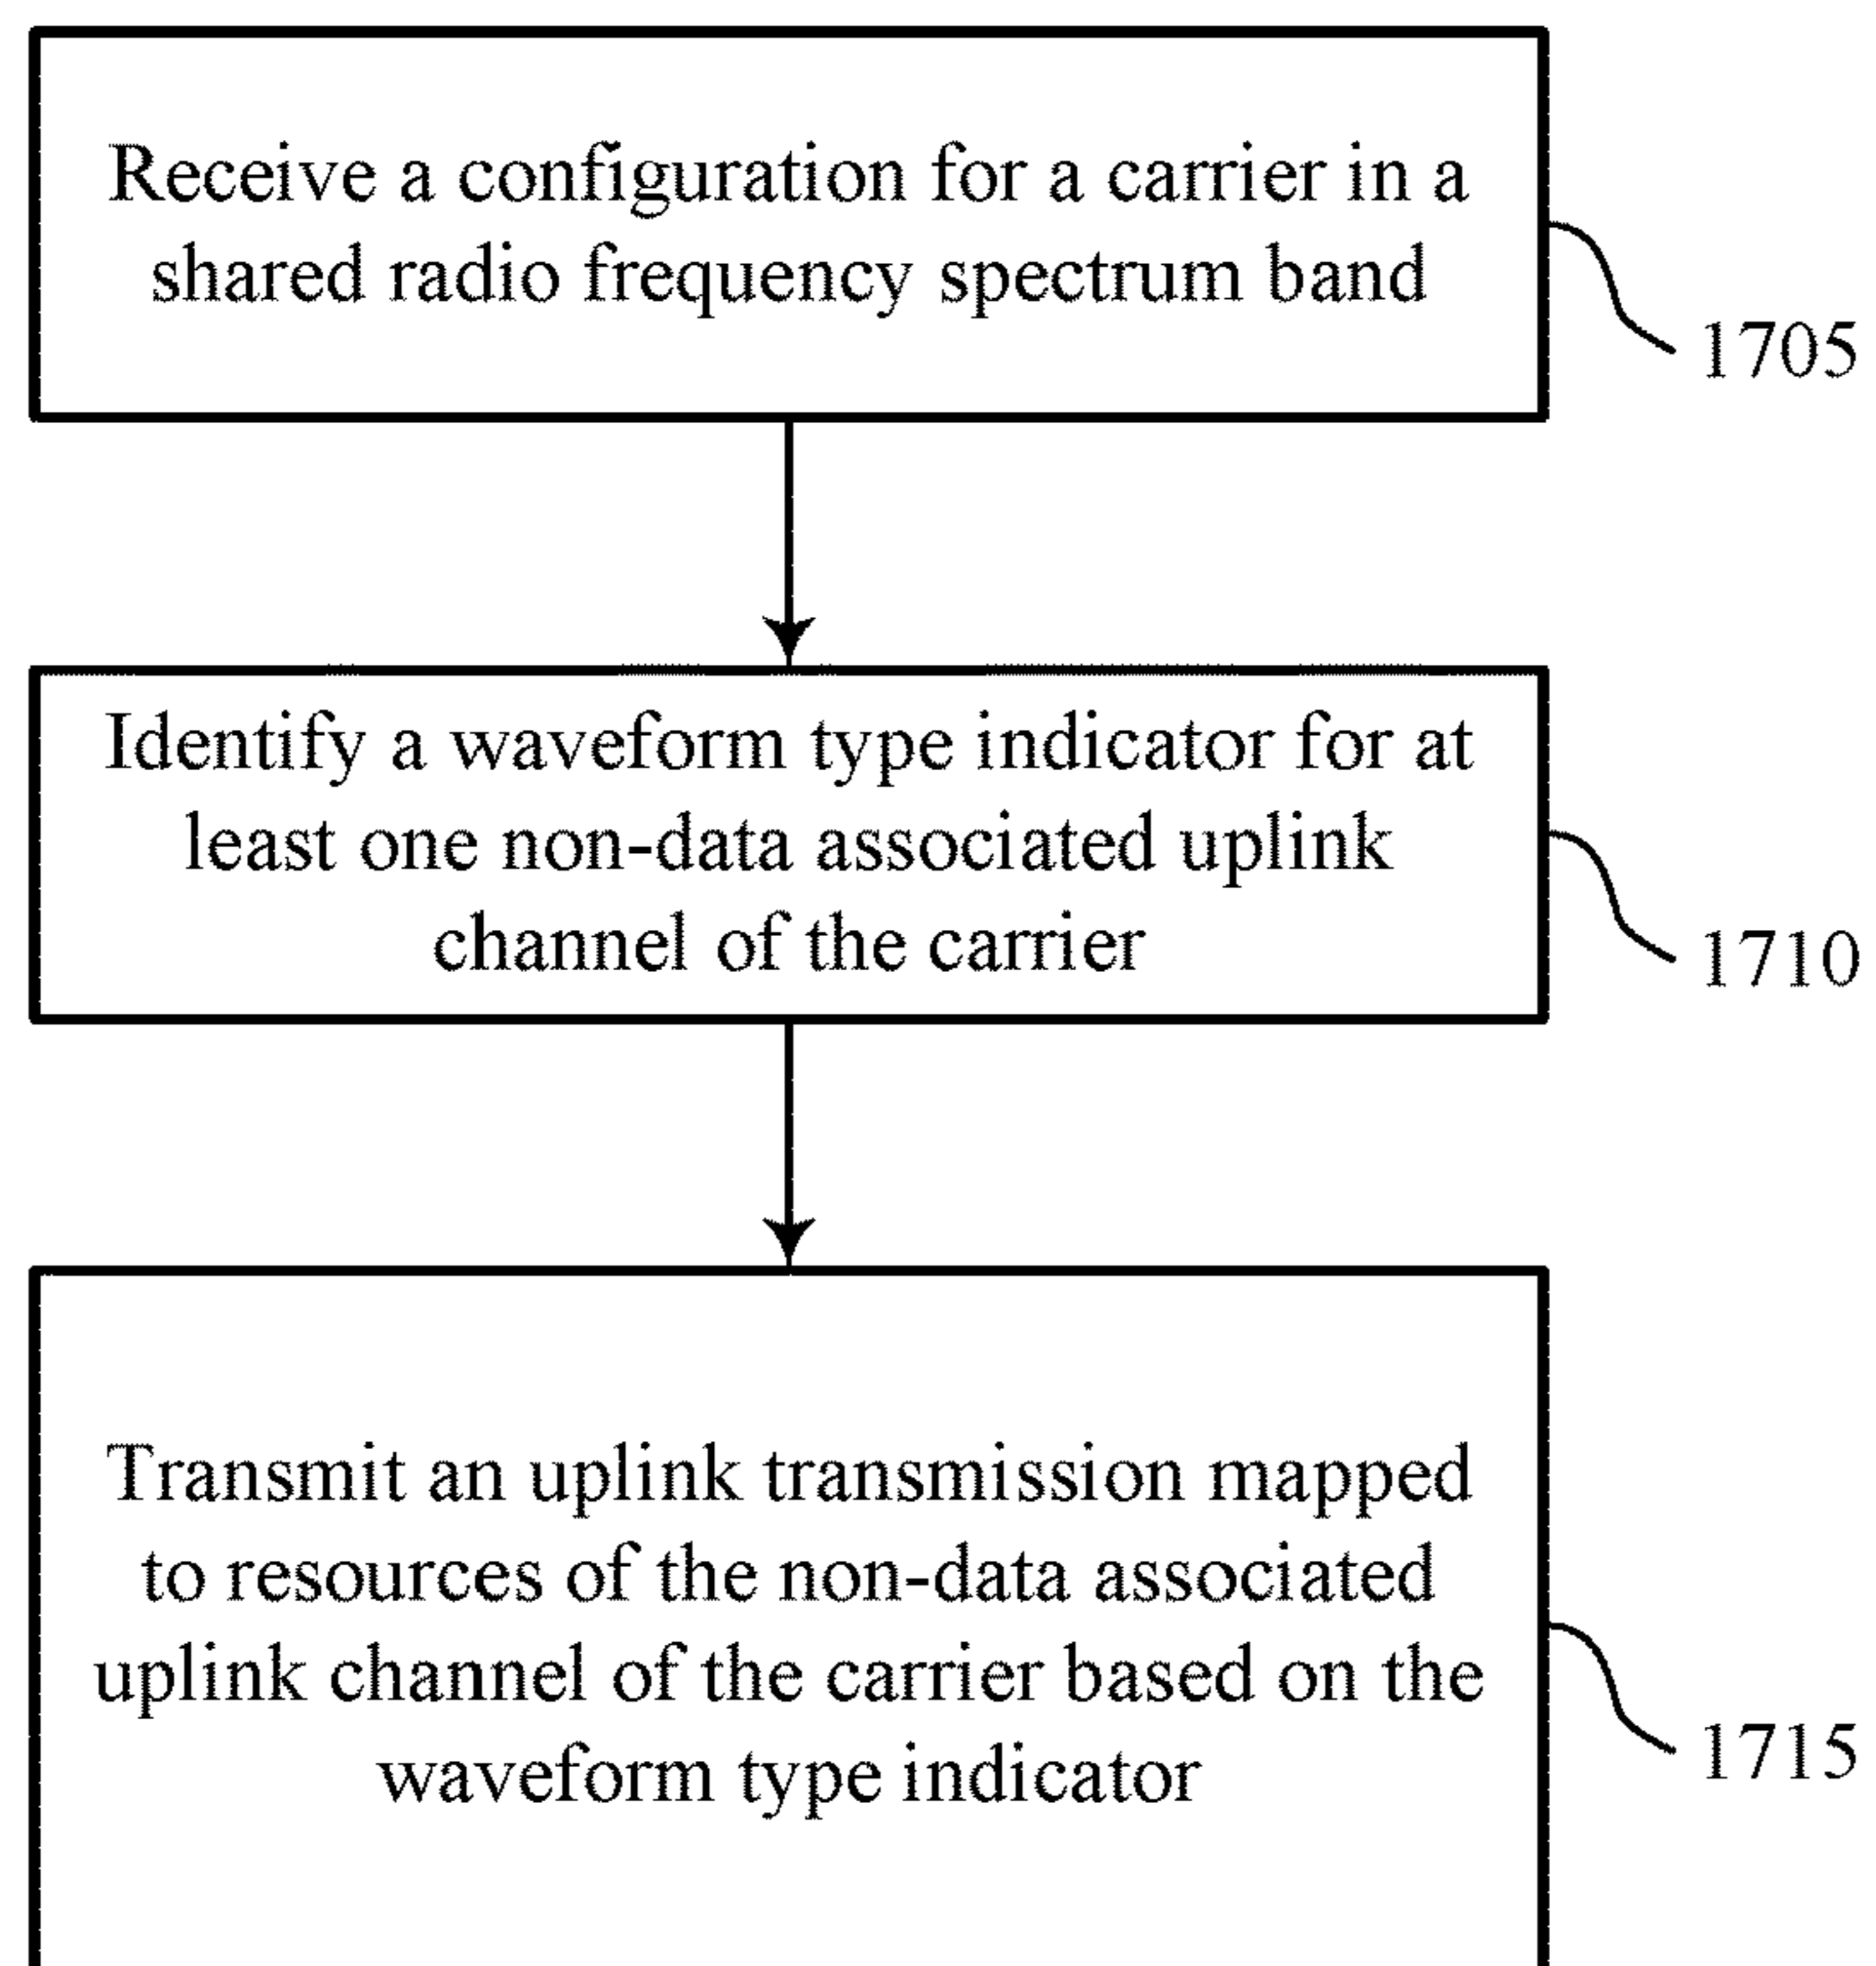 Receive a configuration for a carrier in a
shared radio frequency spectrum band
1705
Identify a waveform type indicator for at
least one non-data associated uplink
channel of the carrier
1710
Transmit an uplink transmission mapped
to resources of the non-data associated
uplink channel of the carrier based on the
waveform type indicator
1715